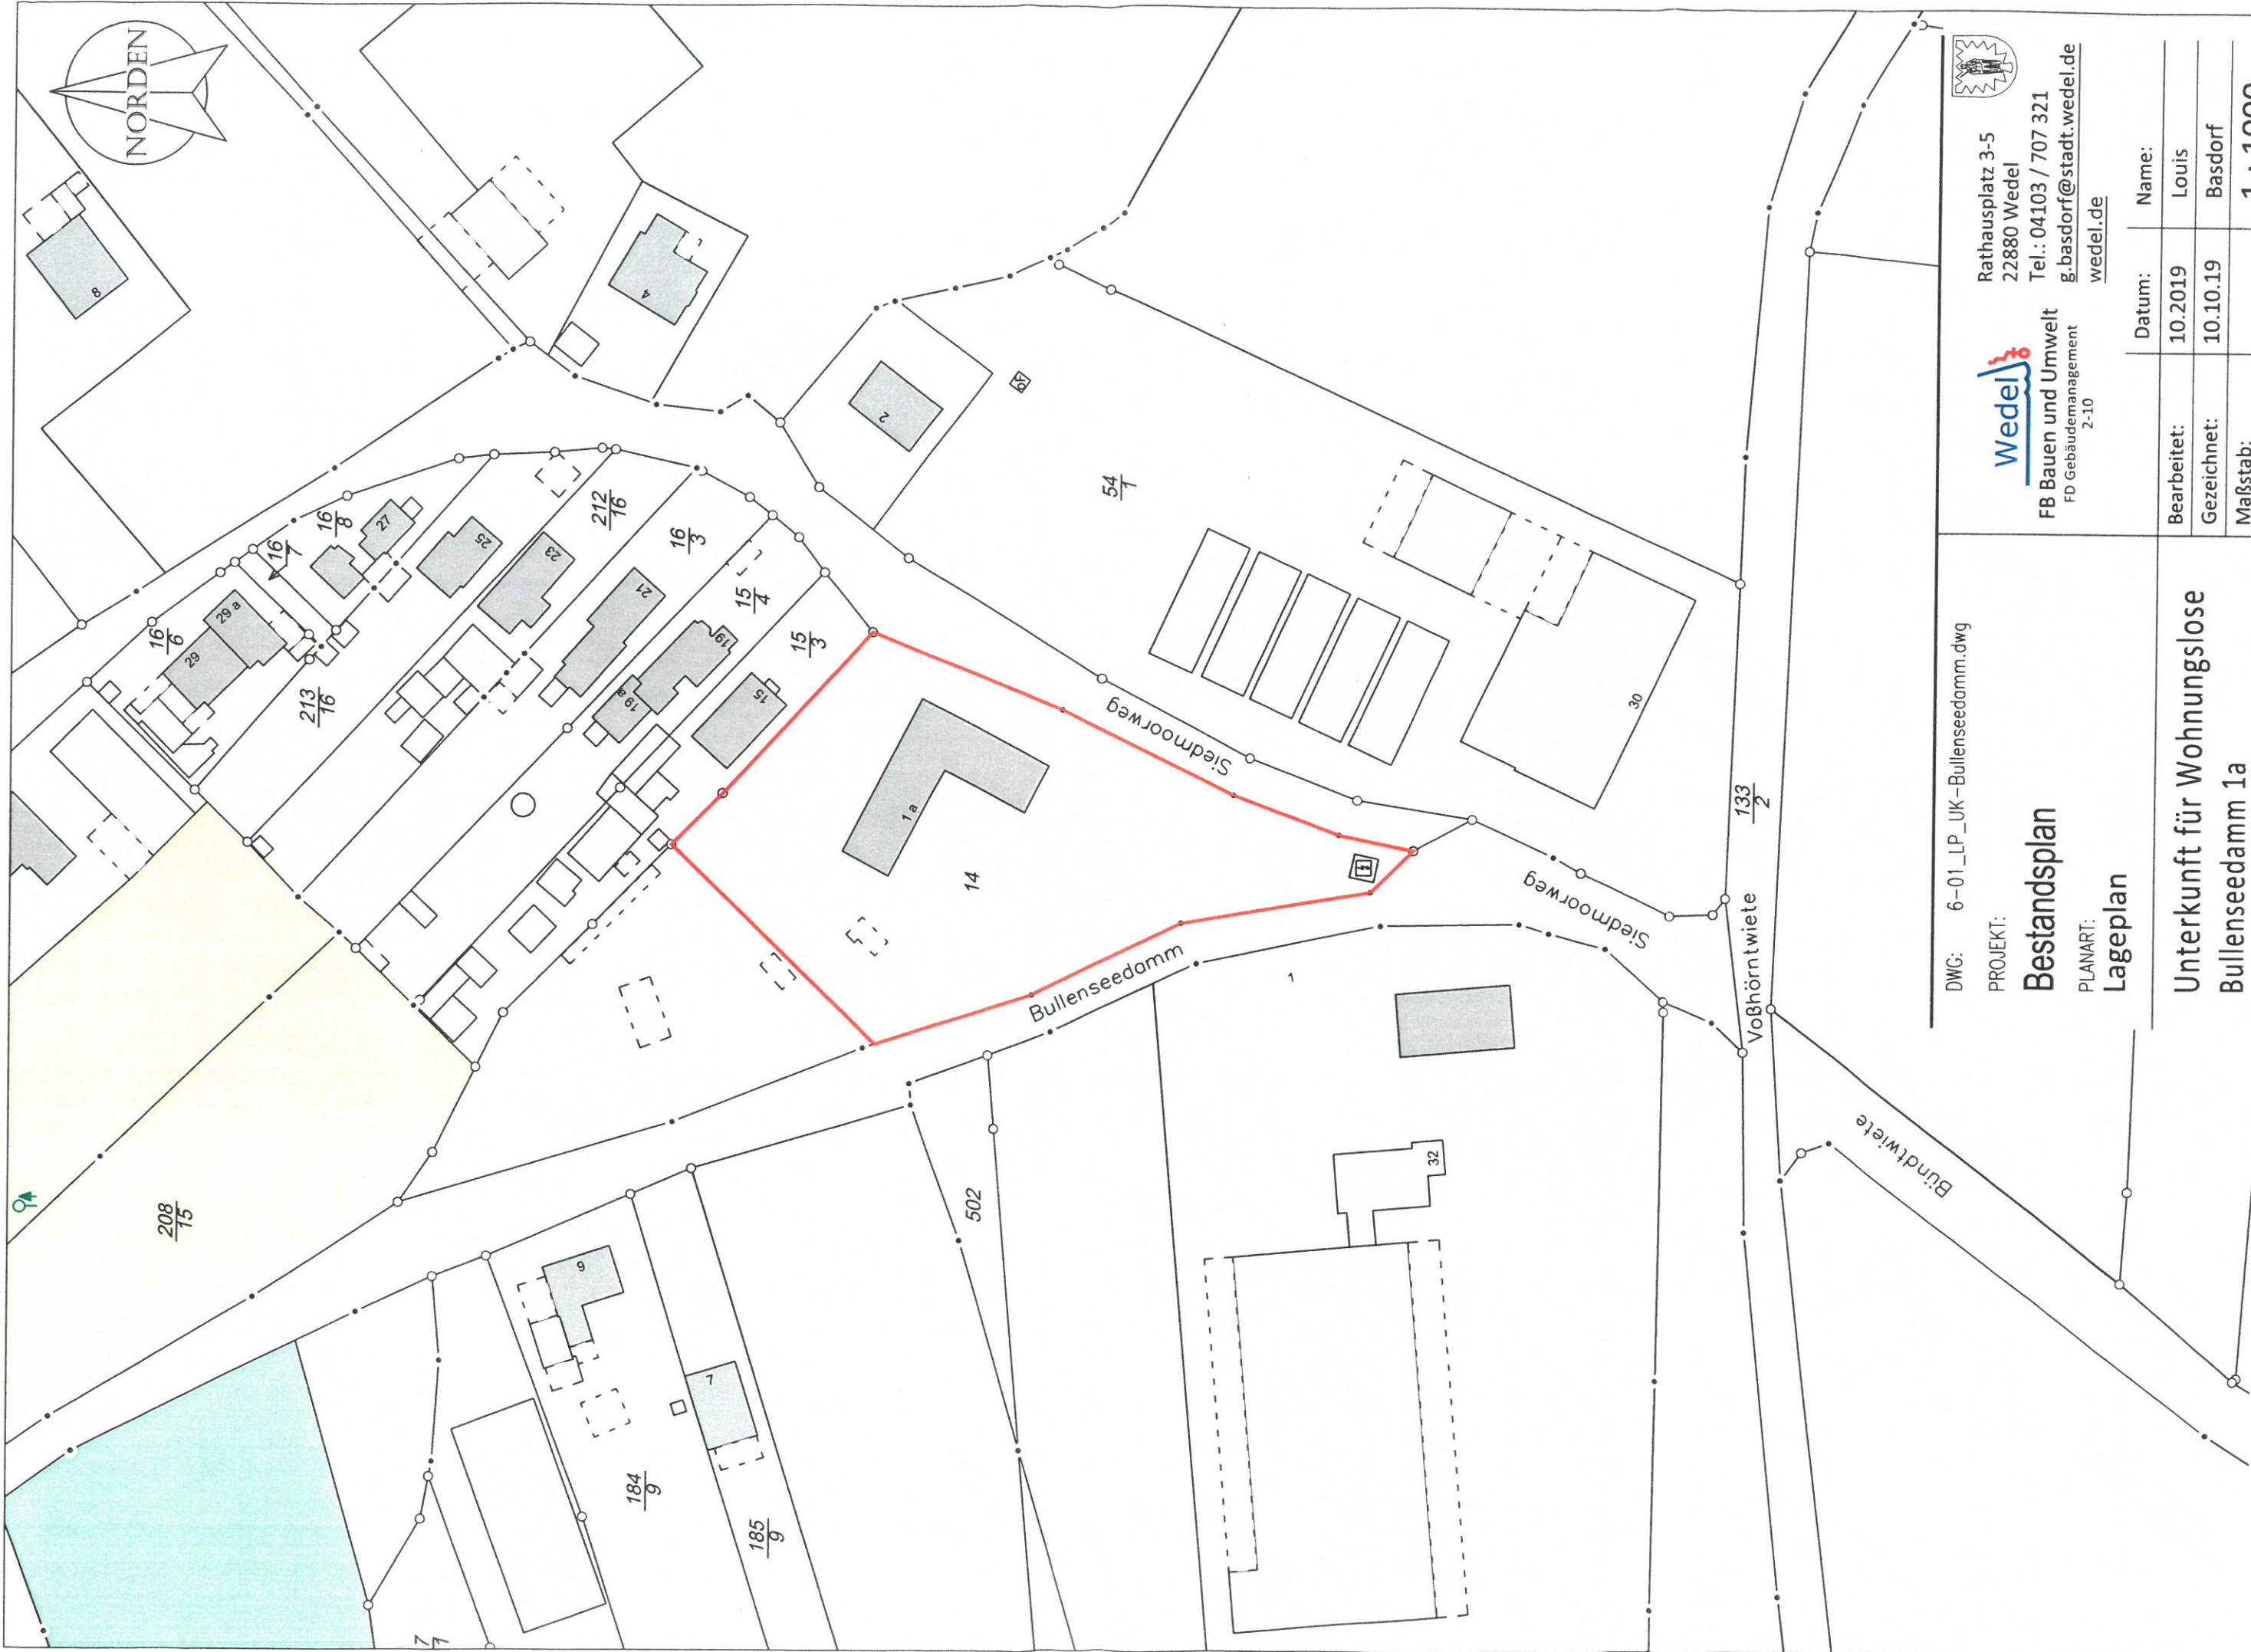 NORDEN
8
4
2
54
1
30
16
8
27
16
7
25
212
16
23
16
3
21
15
4
19
19 a
15
3
15
16
6
29 a
29
213
16
208
15
1 a
14
Siedmoorweg
Siedmoorweg
Bullenseedamm
1
133
2
Voßhörntwiete
Bündtwiete
32
502
9
7
184
9
185
9
7
1
DWG: 6-01_LP_UK-Bullenseedamm.dwg
PROJEKT:
Bestandsplan
PLANART:
Lageplan
Unterkunft für Wohnungslose
Bullenseedamm 1a
Wedel
FB Bauen und Umwelt
FD Gebäudemanagement
2-10
Rathausplatz 3-5
22880 Wedel
Tel.: 04103 / 707 321
g.basdorf@stadt.wedel.de
wedel.de
Datum: Name:
Bearbeitet: 10.2019 Louis
Gezeichnet: 10.10.19 Basdorf
Maßstab: 1 : 1000